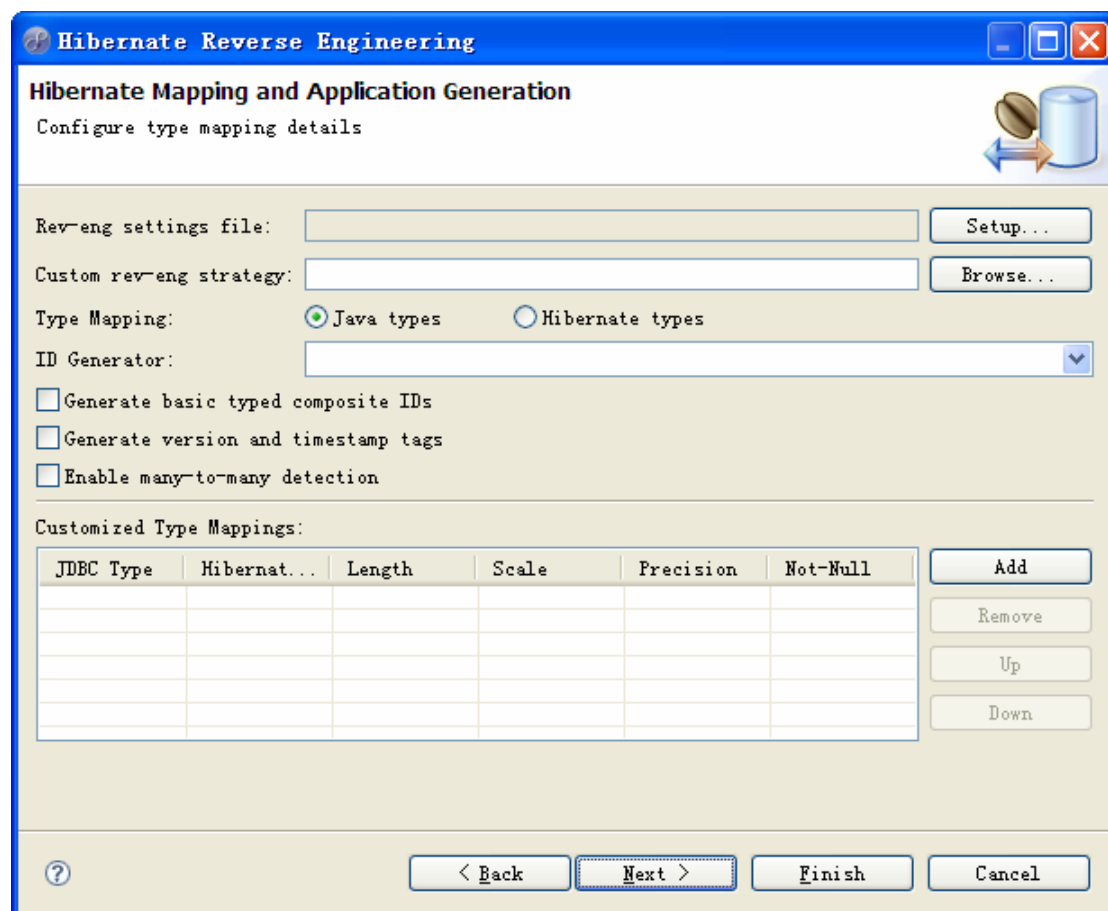 Hibernate Reverse Engineering
Hibernate Mapping and Application Generation
Configure type mapping details
Rev-eng settings file: Setup...
Custom rev-eng strategy: Browse...
Type Mapping: Java types Hibernate types
ID Generator:
Generate basic typed composite IDs
Generate version and timestamp tags
Enable many-to-many detection
Customized Type Mappings:
JDBC Type Hibernat... Length Scale Precision Not-Null Add
Remove
Up
Down
? < Back Next > Finish Cancel